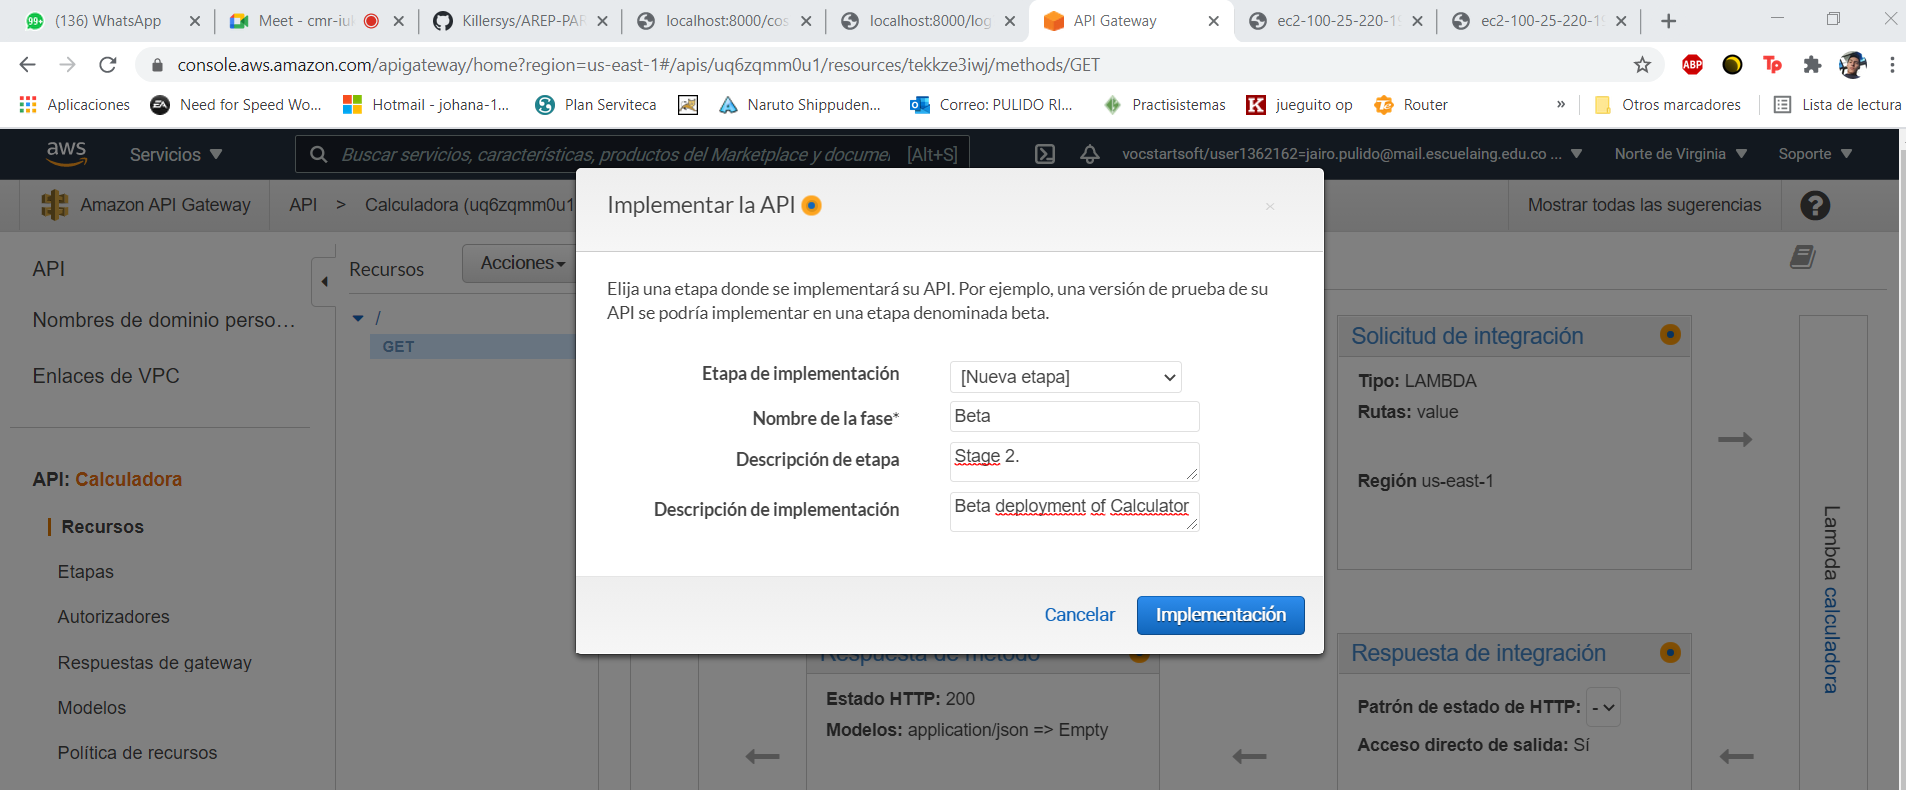 (136) WhatsApp
Meet - cmr-iul
Killersys/AREP-PAR
localhost:8000/cos
localhost:8000/log
API Gateway
ec2-100-25-220-19
ec2-100-25-220-19
console.aws.amazon.com/apigateway/home?region=us-east-1#/apis/uq6zqmm0u1/resources/tekkze3iwj/methods/GET
ABP
Tp
Aplicaciones
Need for Speed Wo...
Hotmail - johana-1...
Plan Serviteca
Naruto Shippuden...
Correo: PULIDO RI...
Practisistemas
jueguito op
Router
»
Otros marcadores
Lista de lectura
aws
Servicios
Buscar servicios, características, productos del Marketplace y documen
[Alt+S]
vocstartsoft/user1362162=jairo.pulido@mail.escuelaing.edu.co ...
Norte de Virginia
Soporte
Amazon API Gateway
API > Calculadora (uq6zqmm0u1
Mostrar todas las sugerencias
?
API
Nombres de dominio perso...
Enlaces de VPC
API: Calculadora
Recursos
Etapas
Autorizadores
Respuestas de gateway
Modelos
Política de recursos
Recursos
Acciones
/
GET
Implementar la API
×
Elija una etapa donde se implementará su API. Por ejemplo, una versión de prueba de su
API se podría implementar en una etapa denominada beta.
Etapa de implementación [Nueva etapa]
Nombre de la fase* Beta
Descripción de etapa Stage 2.
Descripción de implementación Beta deployment of Calculator
Cancelar Implementación
Solicitud de integración
Tipo: LAMBDA
Rutas: value
Región us-east-1
Lambda calculadora
Respuesta de método
Estado HTTP: 200
Modelos: application/json => Empty
Respuesta de integración
Patrón de estado de HTTP: -
Acceso directo de salida: Sí